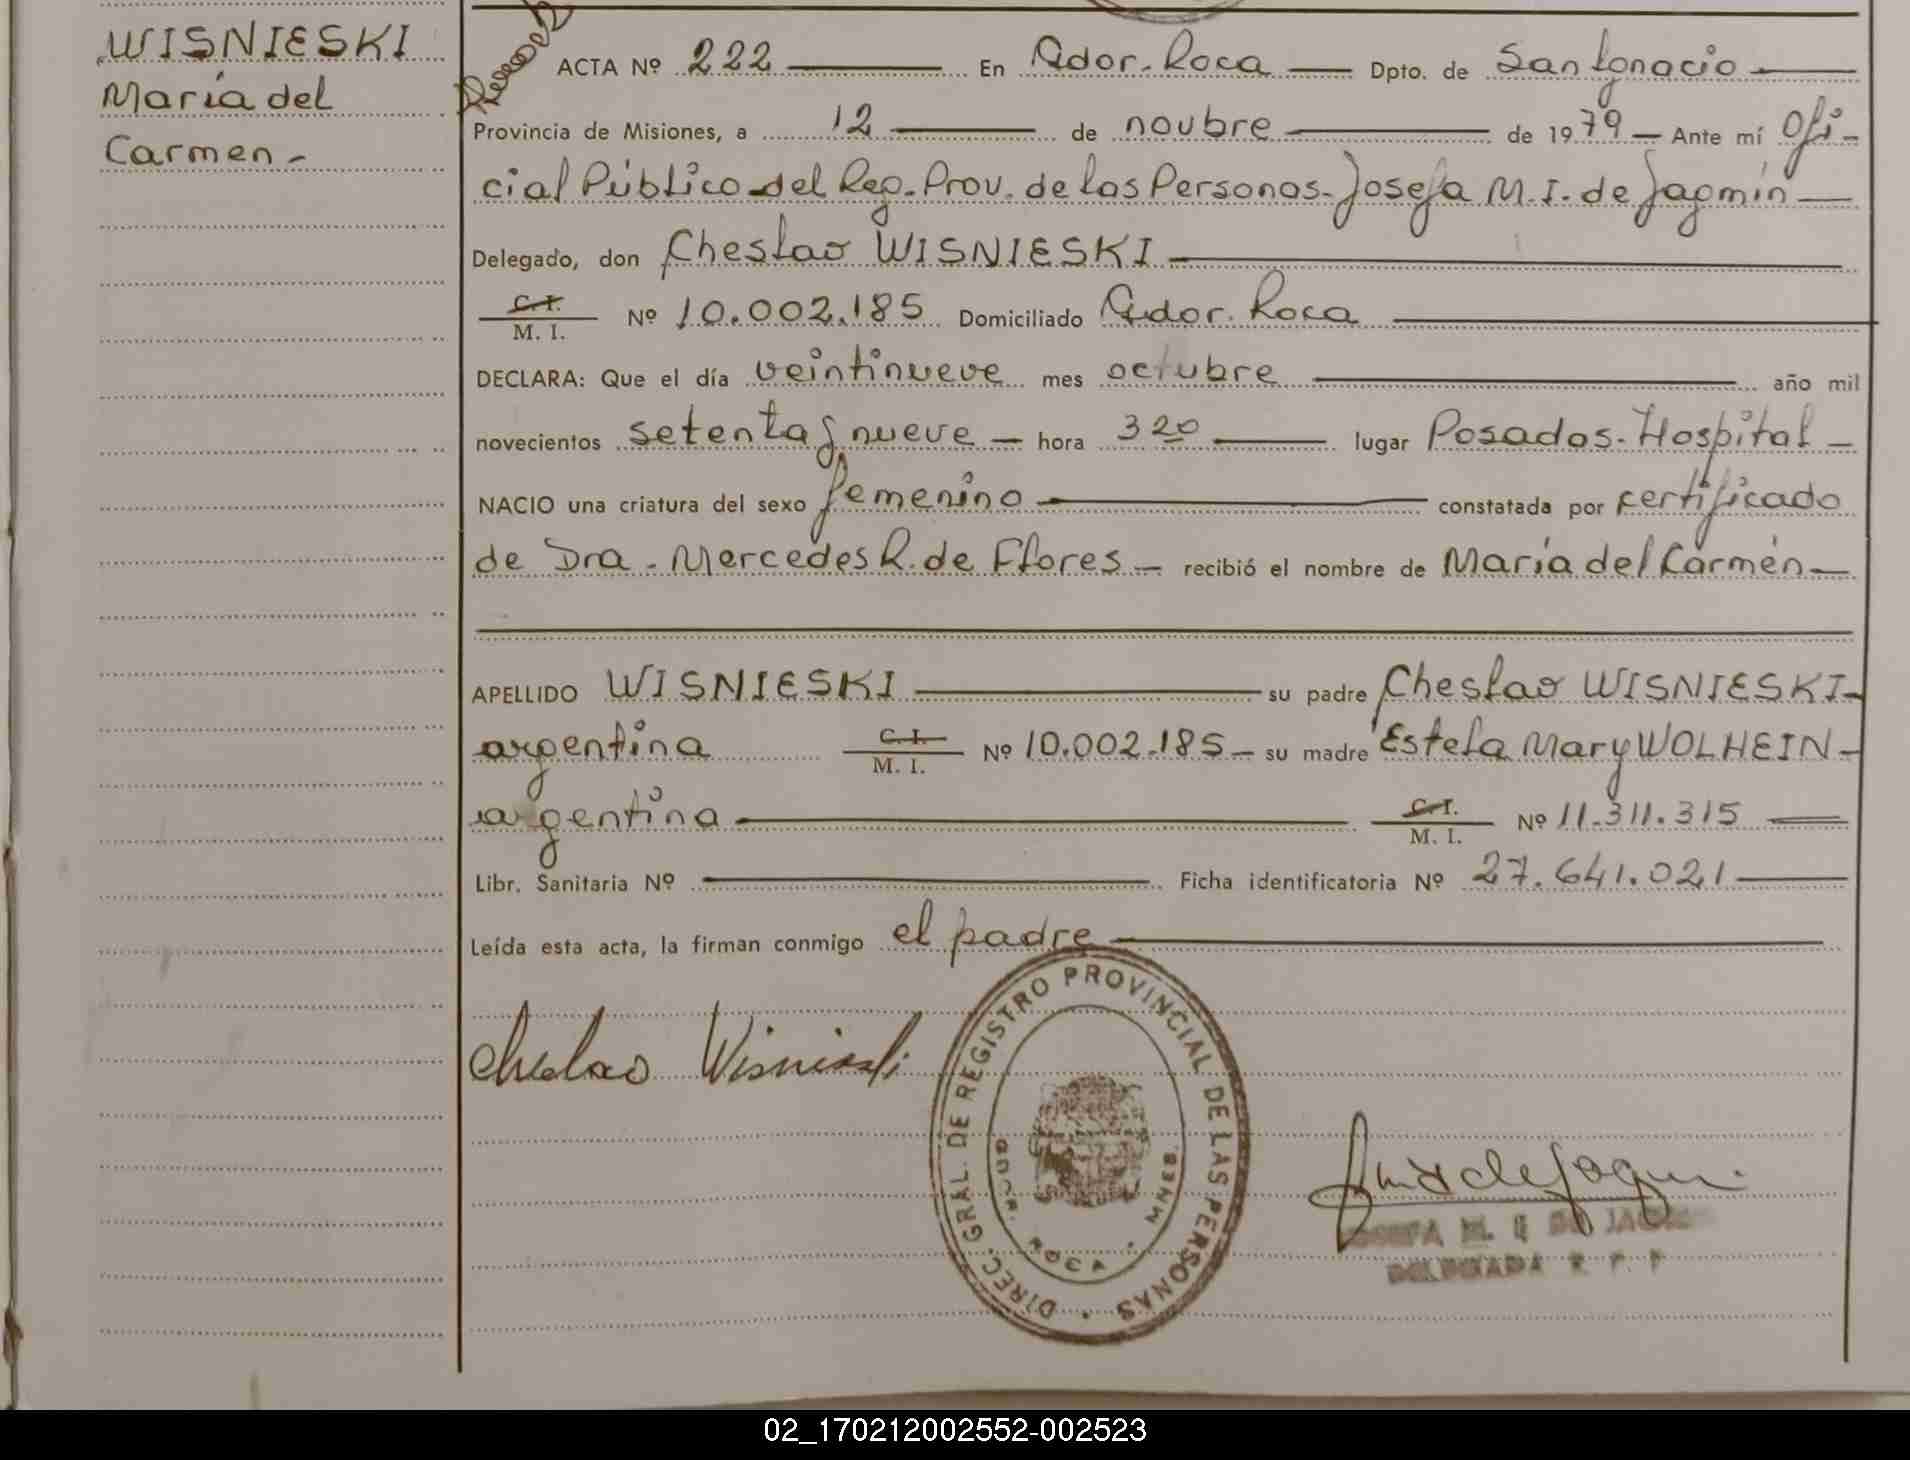 WISNIESKI
María del
Carmen -
ACTA Nº 222 En Gdor. Roca Dpto. de San Ignacio
Provincia de Misiones, a 12 de noubre de 1979 - Ante mí Ofi-
cial Público del Reg. Prov. de las Personas - Josefa M. I. de Jagmin
Delegado, don Cheslao WISNIESKI
C. I.
M. I. Nº 10.002.185 Domiciliado Gdor. Roca
DECLARA: Que el día veintinueve mes octubre año mil
novecientos setenta y nueve - hora 3 20 lugar Posadas - Hospital -
NACIO una criatura del sexo femenino constatada por certificado
de Dra. Mercedes R. de Flores - recibió el nombre de María del Carmen -
APELLIDO WISNIESKI su padre Cheslao WISNIESKI -
argentina C. I. M. I. Nº 10.002.185 - su madre Estela Mary WOLHEIN -
argentina C. I. M. I. Nº 11.311.315
Libr. Sanitaria Nº Ficha identificatoria Nº 27.641.021
Leída esta acta, la firman conmigo el padre
Cheslao Wisnieski
DIREC. GRAL. DE REGISTRO PROVINCIAL DE LAS PERSONAS
ROCA MNES.
M. I. DE JAGMIN
DELEGADA R. P. P.
02_170212002552-002523